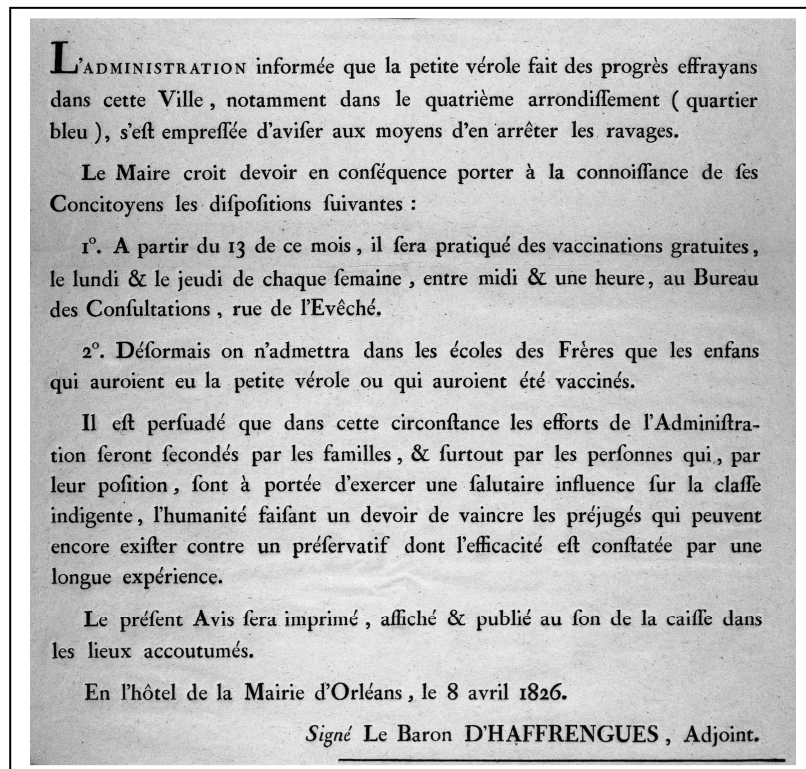 L'ADMINISTRATION informée que la petite vérole fait des progrès effrayans
dans cette Ville, notamment dans le quatrième arrondiſſement ( quartier
bleu ), s'eſt empreſſée d'aviſer aux moyens d'en arrêter les ravages.
Le Maire croit devoir en conſéquence porter à la connoiſſance de ſes
Concitoyens les diſpoſitions ſuivantes :
1º. A partir du 13 de ce mois, il ſera pratiqué des vaccinations gratuites,
le lundi & le jeudi de chaque ſemaine, entre midi & une heure, au Bureau
des Conſultations, rue de l'Evêché.
2º. Déſormais on n'admettra dans les écoles des Frères que les enfans
qui auroient eu la petite vérole ou qui auroient été vaccinés.
Il eſt perſuadé que dans cette circonſtance les efforts de l'Adminiſtra-
tion ſeront ſecondés par les familles, & ſurtout par les perſonnes qui, par
leur poſition, ſont à portée d'exercer une ſalutaire influence ſur la claſſe
indigente, l'humanité faiſant un devoir de vaincre les préjugés qui peuvent
encore exiſter contre un préſervatif dont l'efficacité eſt conſtatée par une
longue expérience.
Le préſent Avis ſera imprimé, affiché & publié au ſon de la caiſſe dans
les lieux accoutumés.
En l'hôtel de la Mairie d'Orléans, le 8 avril 1826.
Signé Le Baron D'HAFFRENGUES, Adjoint.